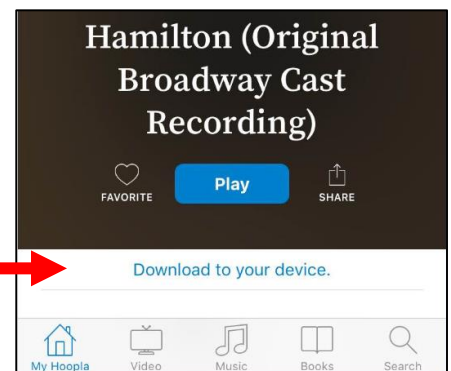 Hamilton (Original
Broadway Cast
Recording)
FAVORITE Play SHARE
Download to your device.
My Hoopla Video Music Books Search